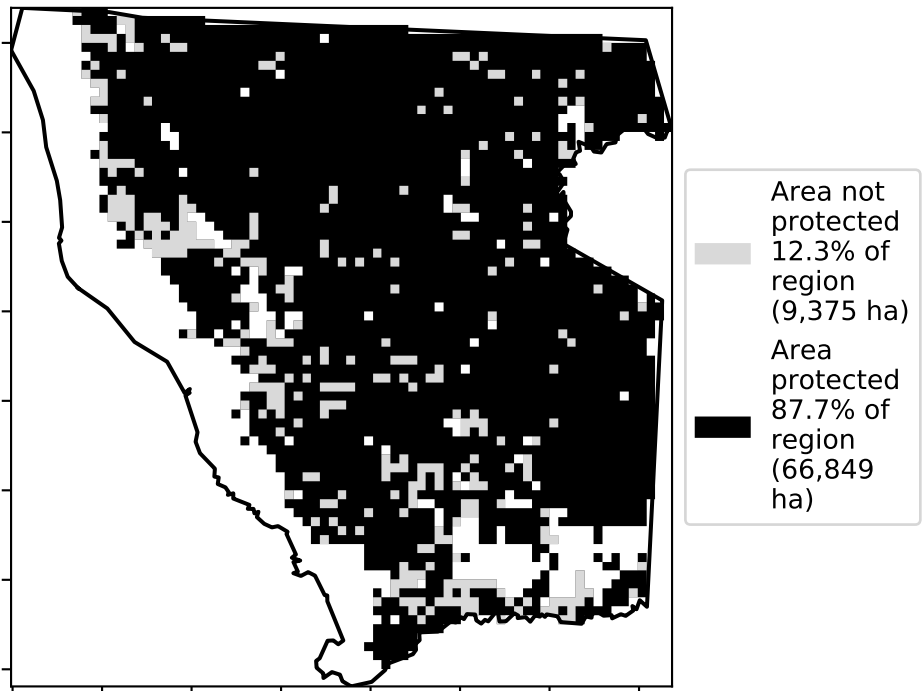 Area not
protected
12.3% of
region
(9,375 ha)
Area
protected
87.7% of
region
(66,849
ha)